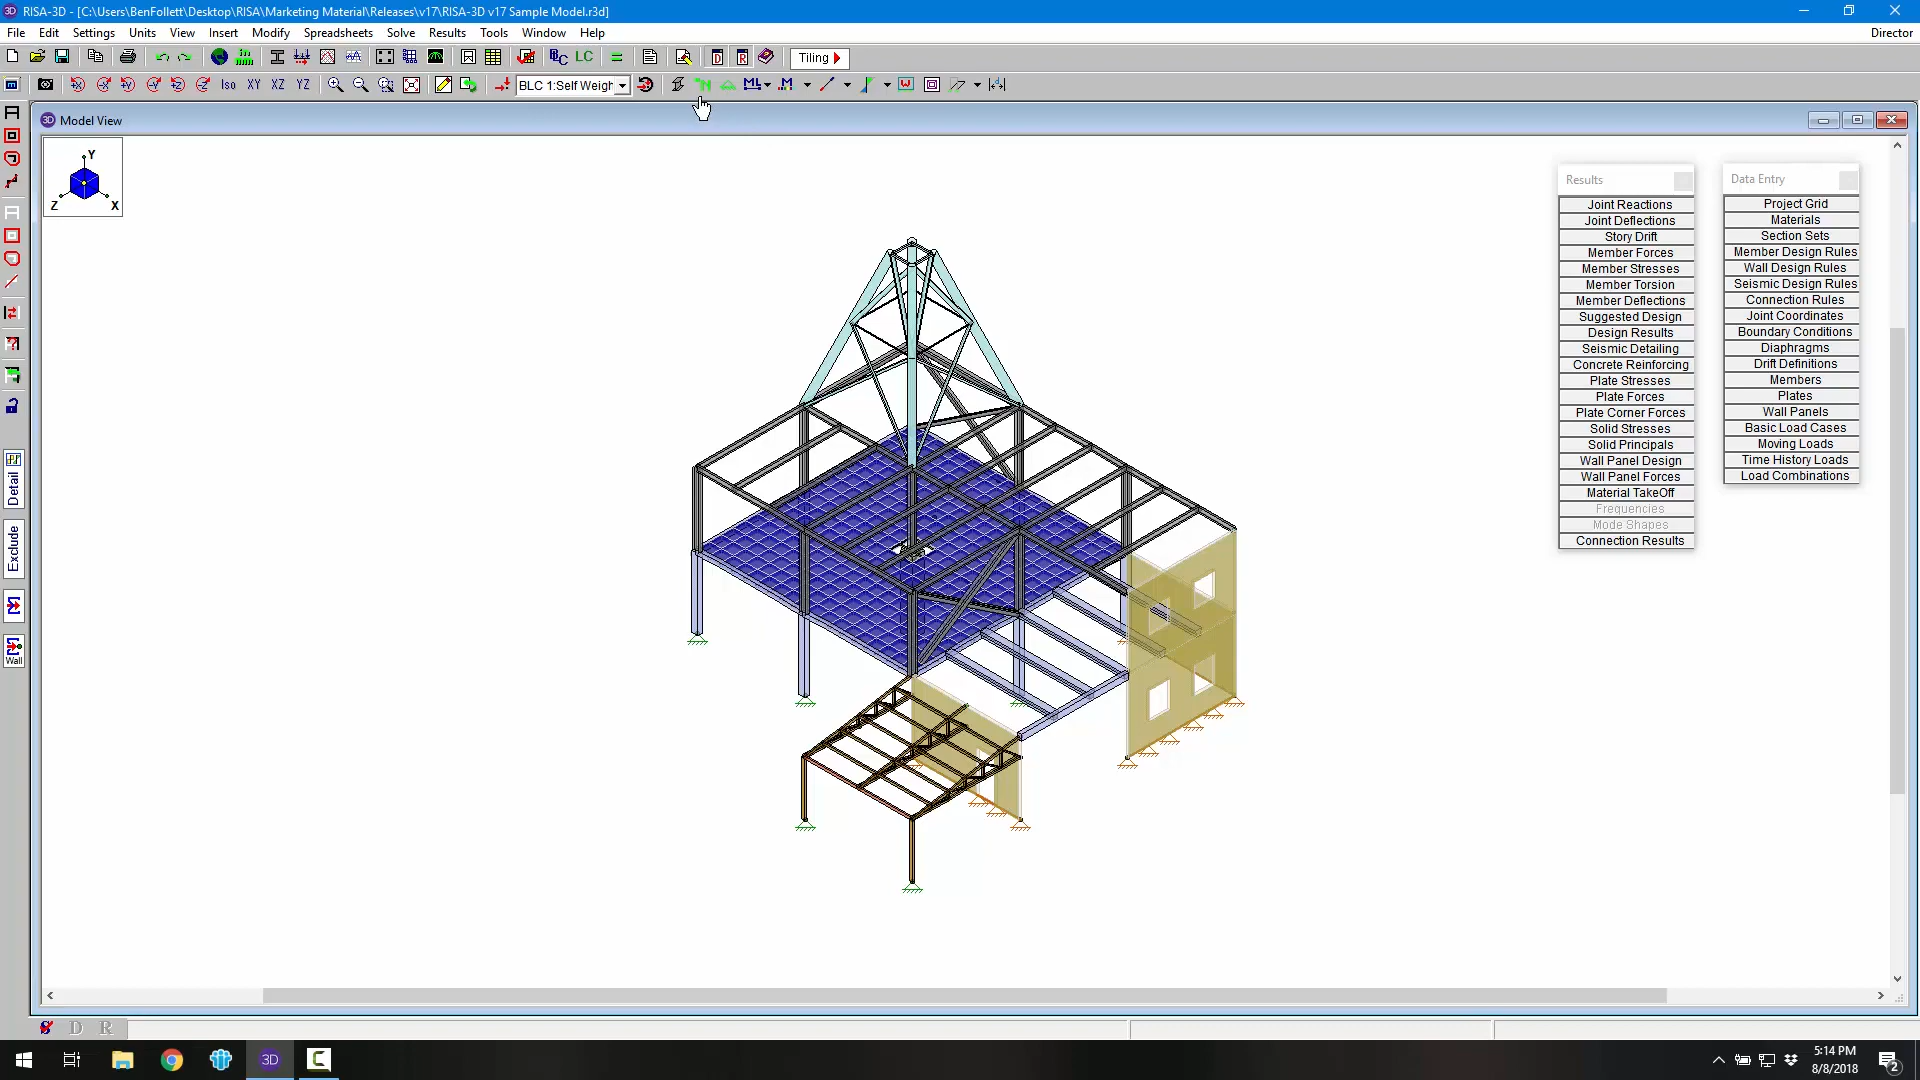 RISA-3D - [C:\Users\BenFollett\Desktop\RISA\Marketing Material\Releases\v17\RISA-3D v17 Sample Model.r3d]
File Edit Settings Units View Insert Modify Spreadsheets Solve Results Tools Window Help Director
LC D R Tiling
Iso XY XZ YZ BLC 1:Self Weigh ML M W
Model View
Y
Z X
Results
Joint Reactions
Joint Deflections
Story Drift
Member Forces
Member Stresses
Member Torsion
Member Deflections
Suggested Design
Design Results
Seismic Detailing
Concrete Reinforcing
Plate Stresses
Plate Forces
Plate Corner Forces
Solid Stresses
Solid Principals
Wall Panel Design
Wall Panel Forces
Material TakeOff
Frequencies
Mode Shapes
Connection Results
Data Entry
Project Grid
Materials
Section Sets
Member Design Rules
Wall Design Rules
Seismic Design Rules
Connection Rules
Joint Coordinates
Boundary Conditions
Diaphragms
Drift Definitions
Members
Plates
Wall Panels
Basic Load Cases
Moving Loads
Time History Loads
Load Combinations
Detail
Exclude
Wall
D R
3D
5:14 PM
8/8/2018
2